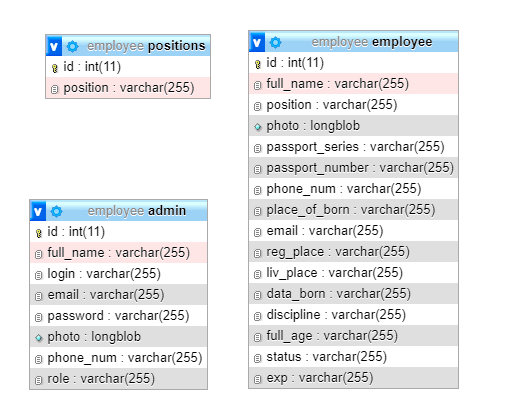 v employee positions
id : int(11)
position : varchar(255)
v employee employee
id : int(11)
full_name : varchar(255)
position : varchar(255)
photo : longblob
passport_series : varchar(255)
passport_number : varchar(255)
phone_num : varchar(255)
place_of_born : varchar(255)
email : varchar(255)
reg_place : varchar(255)
liv_place : varchar(255)
data_born : varchar(255)
discipline : varchar(255)
full_age : varchar(255)
status : varchar(255)
exp : varchar(255)
v employee admin
id : int(11)
full_name : varchar(255)
login : varchar(255)
email : varchar(255)
password : varchar(255)
photo : longblob
phone_num : varchar(255)
role : varchar(255)